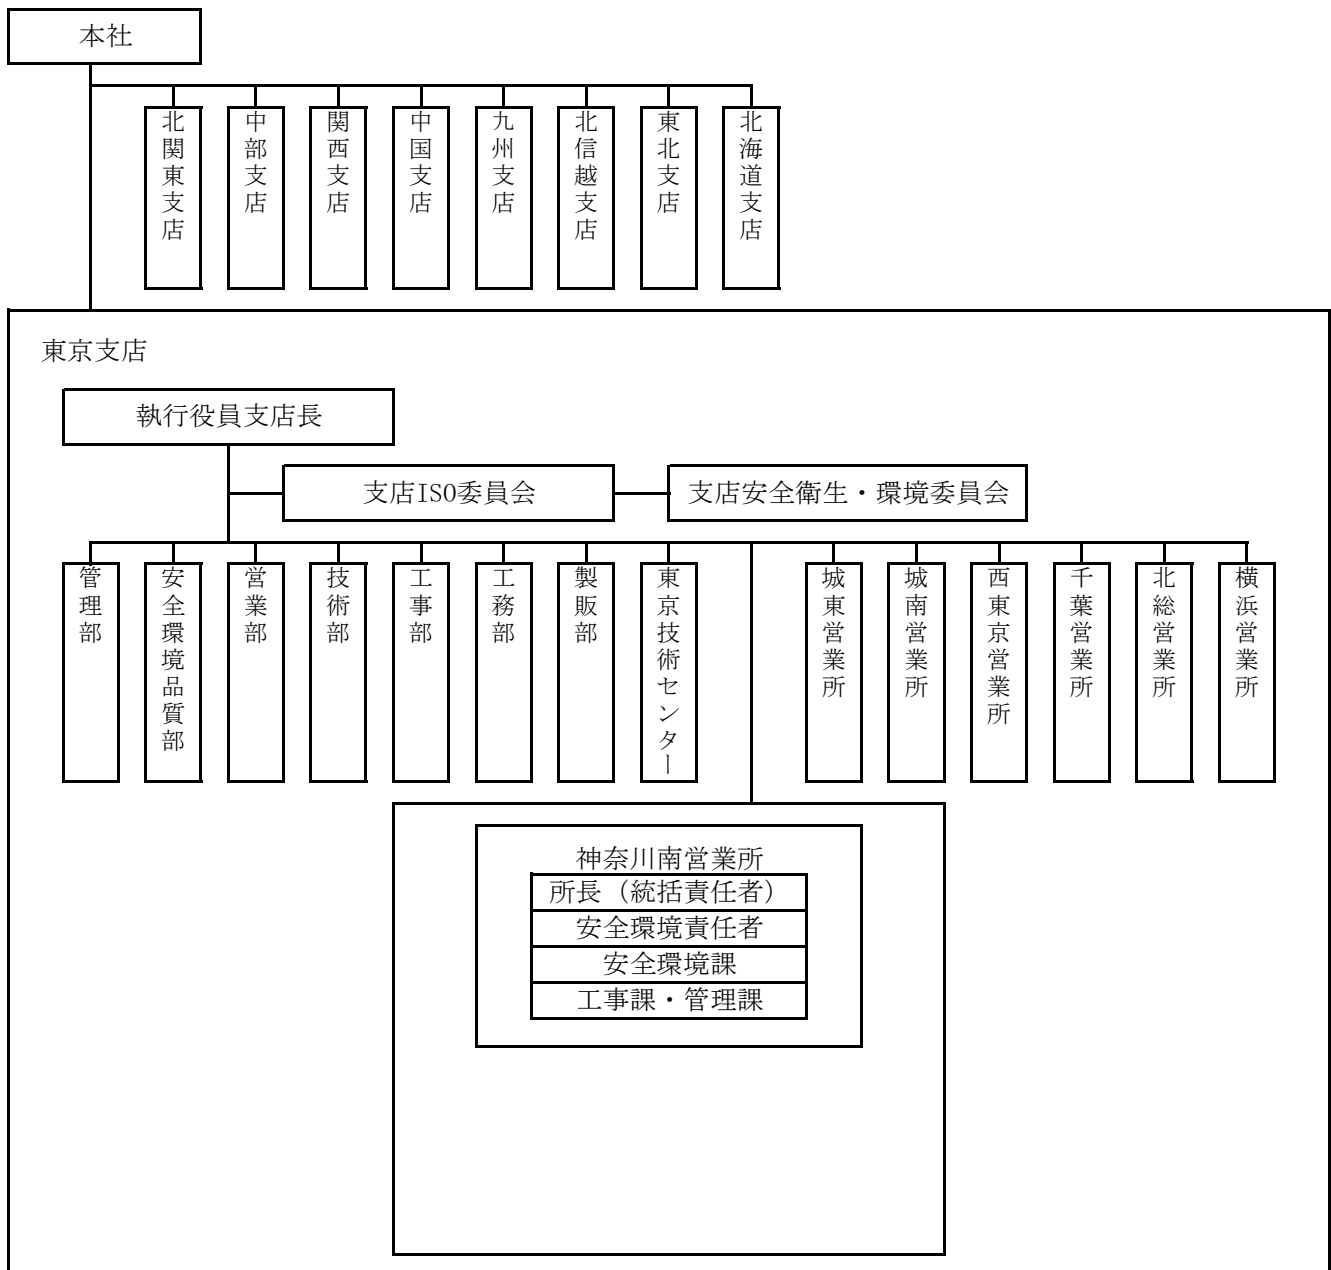 本社
北関東支店
中部支店
関西支店
中国支店
九州支店
北信越支店
東北支店
北海道支店
東京支店
執行役員支店長
支店ISO委員会
支店安全衛生・環境委員会
管理部
安全環境品質部
営業部
技術部
工事部
工務部
製販部
東京技術センター
城東営業所
城南営業所
西東京営業所
千葉営業所
北総営業所
横浜営業所
神奈川南営業所
所長（統括責任者）
安全環境責任者
安全環境課
工事課・管理課